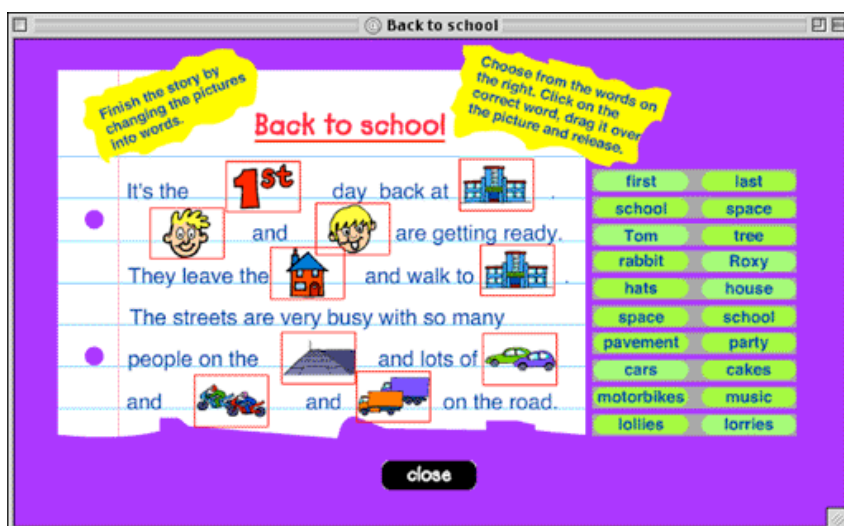 Back to school
Finish the story by
changing the pictures
into words.
Choose from the words on
the right. Click on the
correct word, drag it over
the picture and release.
Back to school
It's the 1st day back at .
and are getting ready.
They leave the and walk to .
The streets are very busy with so many
people on the and lots of
and and on the road.
first last
school space
Tom tree
rabbit Roxy
hats house
space school
pavement party
cars cakes
motorbikes music
lollies lorries
close